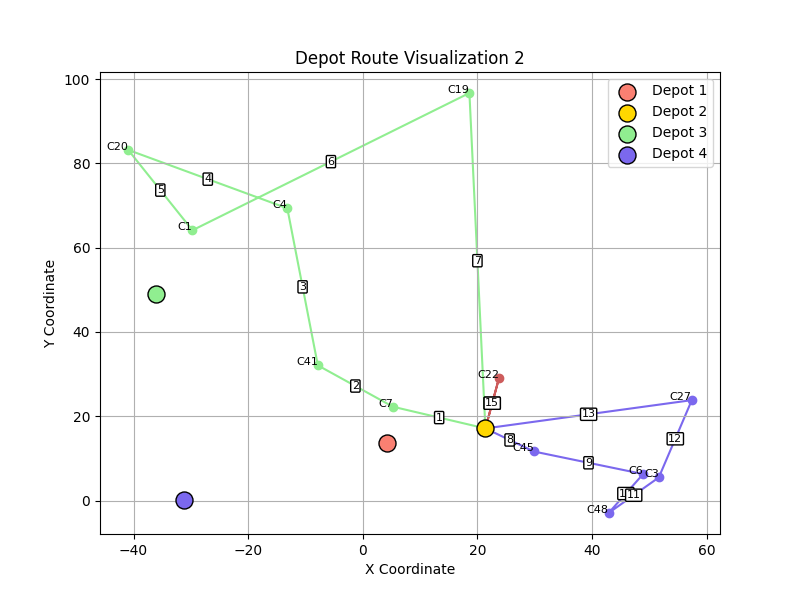 Depot Route Visualization 2
Depot 1
Depot 2
Depot 3
Depot 4
100
80
60
40
20
0
Y Coordinate
−40
−20
0
20
40
60
X Coordinate
C19
C20
6
4
5
C4
C1
7
3
C41
2
C22
C7
15
C27
1
13
8
C45
12
9
C6
C3
11
C48